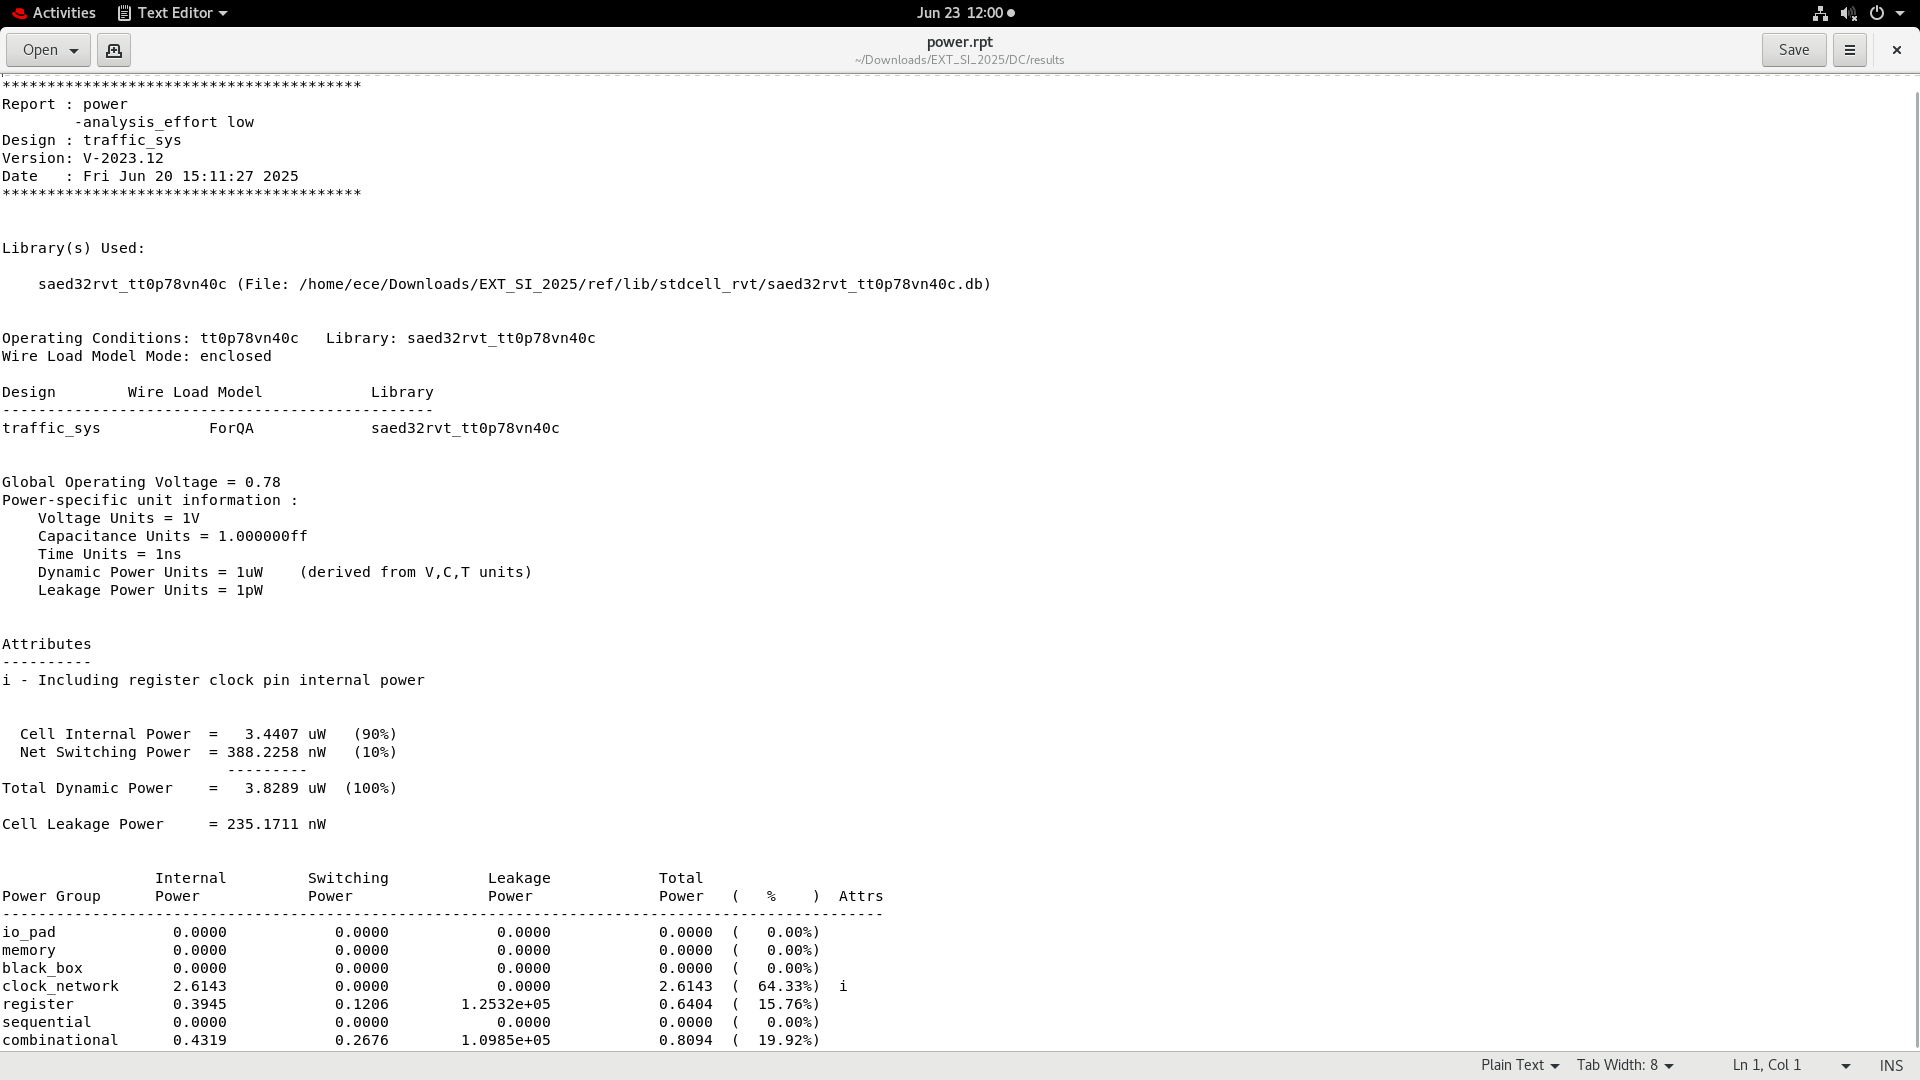 Activities Text Editor Jun 23 12:00
Open power.rpt Save
~/Downloads/EXT_SI_2025/DC/results
****************************************
Report : power
        -analysis_effort low
Design : traffic_sys
Version: V-2023.12
Date   : Fri Jun 20 15:11:27 2025
****************************************
Library(s) Used:
    saed32rvt_tt0p78vn40c (File: /home/ece/Downloads/EXT_SI_2025/ref/lib/stdcell_rvt/saed32rvt_tt0p78vn40c.db)
Operating Conditions: tt0p78vn40c   Library: saed32rvt_tt0p78vn40c
Wire Load Model Mode: enclosed
Design        Wire Load Model            Library
------------------------------------------------
traffic_sys            ForQA             saed32rvt_tt0p78vn40c
Global Operating Voltage = 0.78
Power-specific unit information :
    Voltage Units = 1V
    Capacitance Units = 1.000000ff
    Time Units = 1ns
    Dynamic Power Units = 1uW    (derived from V,C,T units)
    Leakage Power Units = 1pW
Attributes
----------
i - Including register clock pin internal power
  Cell Internal Power  =   3.4407 uW   (90%)
  Net Switching Power  = 388.2258 nW   (10%)
                         ---------
Total Dynamic Power    =   3.8289 uW  (100%)
Cell Leakage Power     = 235.1711 nW
                 Internal         Switching           Leakage            Total
Power Group      Power            Power               Power              Power   (   %    )  Attrs
--------------------------------------------------------------------------------------------------
io_pad             0.0000            0.0000            0.0000            0.0000  (   0.00%)
memory             0.0000            0.0000            0.0000            0.0000  (   0.00%)
black_box          0.0000            0.0000            0.0000            0.0000  (   0.00%)
clock_network      2.6143            0.0000            0.0000            2.6143  (  64.33%)  i
register           0.3945            0.1206        1.2532e+05            0.6404  (  15.76%)
sequential         0.0000            0.0000            0.0000            0.0000  (   0.00%)
combinational      0.4319            0.2676        1.0985e+05            0.8094  (  19.92%)
Plain Text Tab Width: 8 Ln 1, Col 1 INS